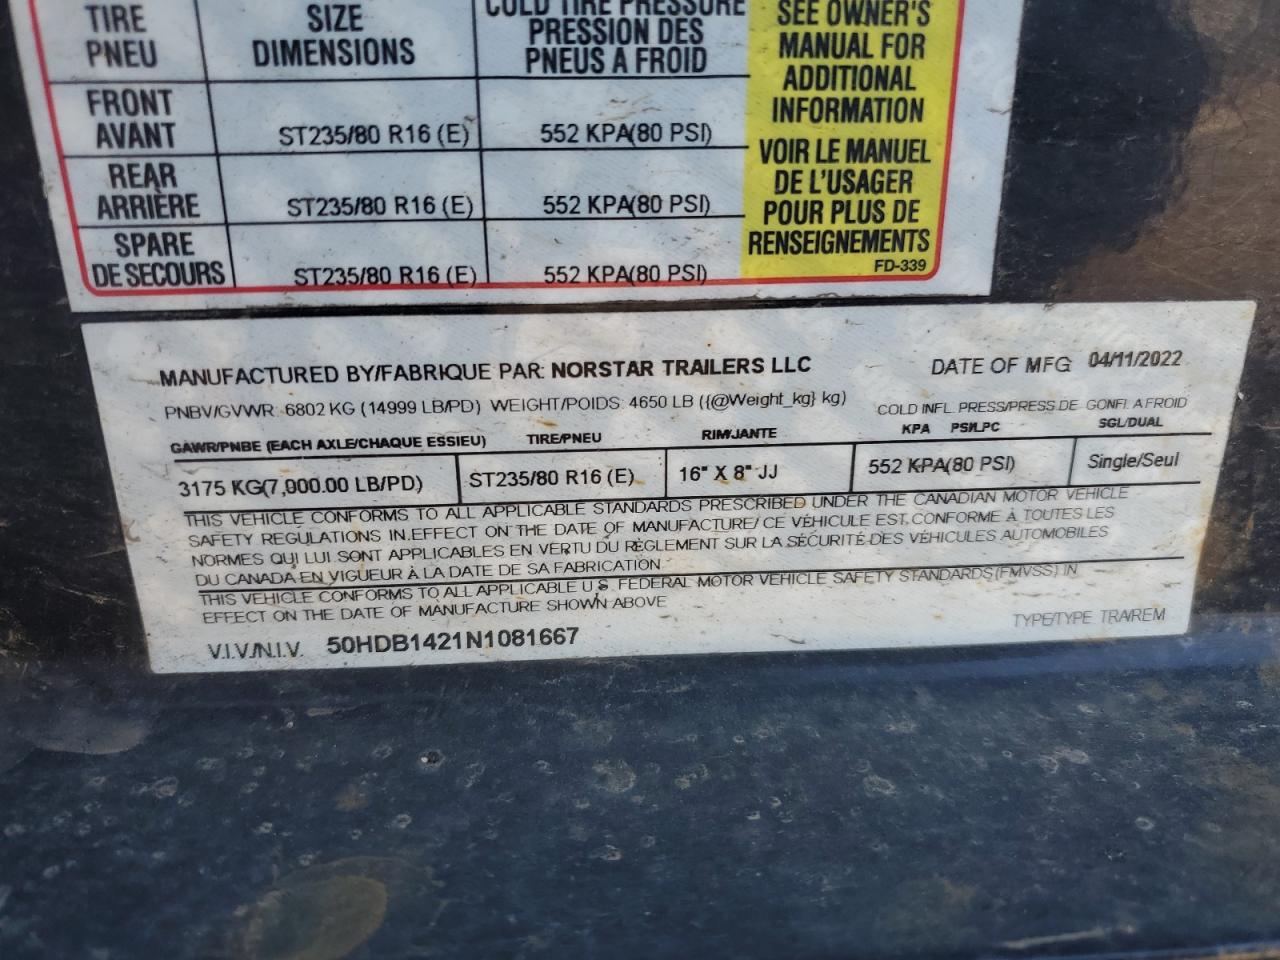 TIRE SIZE COLD TIRE PRESSURE
PNEU DIMENSIONS PRESSION DES
PNEUS A FROID
FRONT
AVANT ST235/80 R16 (E) 552 KPA(80 PSI)
REAR
ARRIÈRE ST235/80 R16 (E) 552 KPA(80 PSI)
SPARE
DE SECOURS ST235/80 R16 (E) 552 KPA(80 PSI)
SEE OWNER'S
MANUAL FOR
ADDITIONAL
INFORMATION
VOIR LE MANUEL
DE L'USAGER
POUR PLUS DE
RENSEIGNEMENTS
FD-339
MANUFACTURED BY/FABRIQUE PAR: NORSTAR TRAILERS LLC DATE OF MFG 04/11/2022
PNBV/GVWR: 6802 KG (14999 LB/PD) WEIGHT/POIDS: 4650 LB ({@Weight_kg} kg) COLD INFL. PRESS/PRESS DE GONFL A FROID
GAWR/PNBE (EACH AXLE/CHAQUE ESSIEU) TIRE/PNEU RIM/JANTE KPA PSI/LPC SGL/DUAL
3175 KG(7,000.00 LB/PD) ST235/80 R16 (E) 16" X 8" JJ 552 KPA(80 PSI) Single/Seul
THIS VEHICLE CONFORMS TO ALL APPLICABLE STANDARDS PRESCRIBED UNDER THE CANADIAN MOTOR VEHICLE
SAFETY REGULATIONS IN EFFECT ON THE DATE OF MANUFACTURE/ CE VÉHICULE EST CONFORME À TOUTES LES
NORMES QUI LUI SONT APPLICABLES EN VERTU DU RÈGLEMENT SUR LA SÉCURITÉ DES VÉHICULES AUTOMOBILES
DU CANADA EN VIGUEUR À LA DATE DE SA FABRICATION
THIS VEHICLE CONFORMS TO ALL APPLICABLE U.S. FEDERAL MOTOR VEHICLE SAFETY STANDARDS (FMVSS) IN
EFFECT ON THE DATE OF MANUFACTURE SHOWN ABOVE
V.I.V./N.I.V. 50HDB1421N1081667 TYPE/TYPE TRA/REM